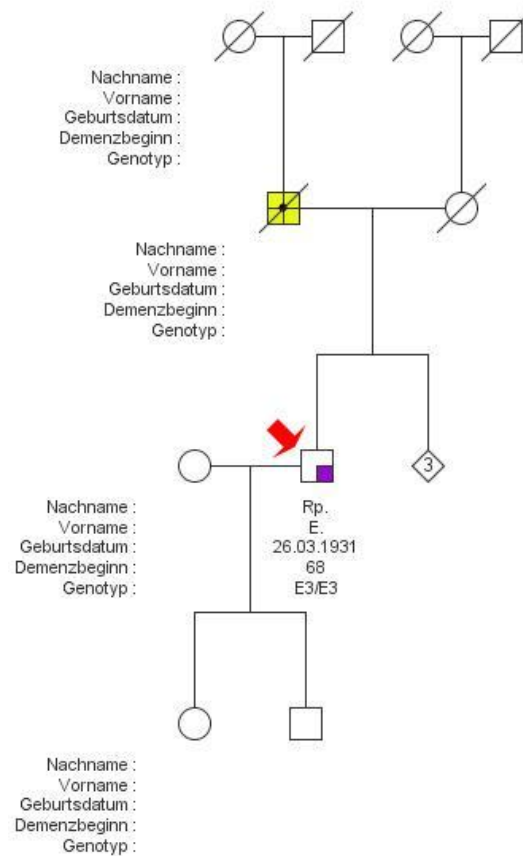 Nachname :
Vorname :
Geburtsdatum :
Demenzbeginn :
Genotyp :
Nachname :
Vorname :
Geburtsdatum :
Demenzbeginn :
Genotyp :
3
Nachname : Rp.
Vorname : E.
Geburtsdatum : 26.03.1931
Demenzbeginn : 68
Genotyp : E3/E3
Nachname :
Vorname :
Geburtsdatum :
Demenzbeginn :
Genotyp :